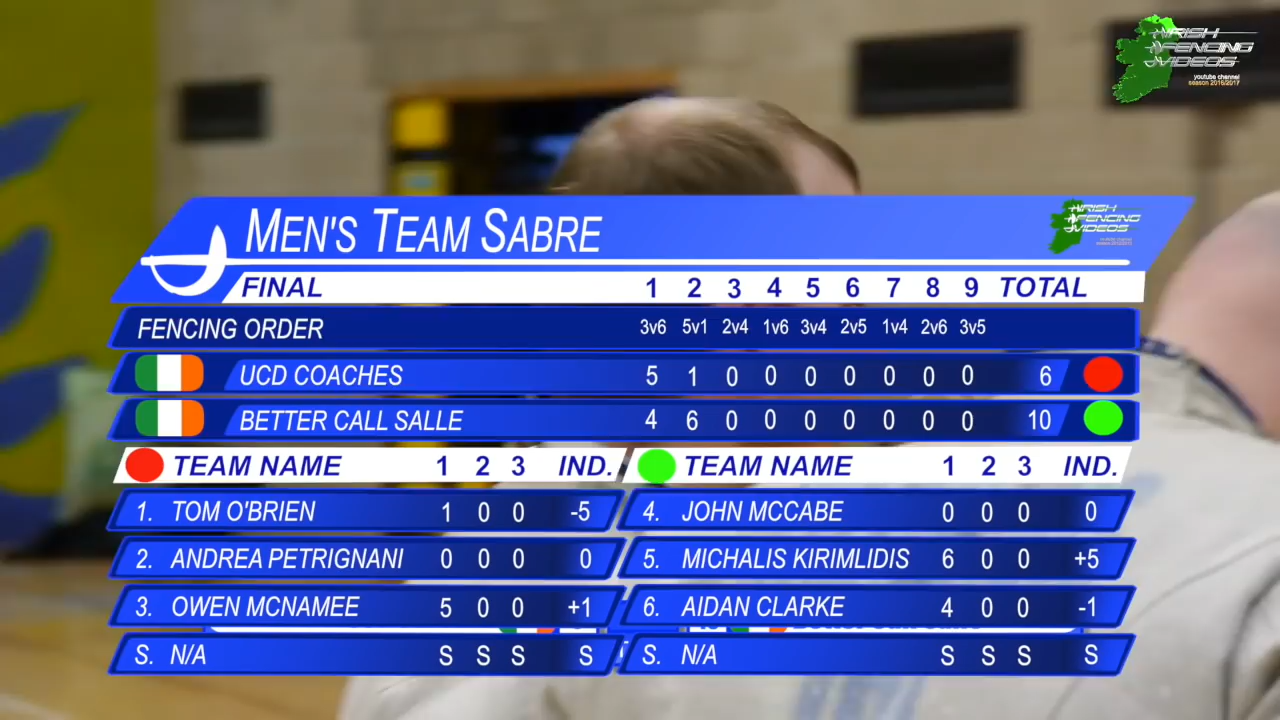 IRISH
FENCING
VIDEOS
youtube channel
season 2016/2017
MEN'S TEAM SABRE
IRISH
FENCING
VIDEOS
FINAL 1 2 3 4 5 6 7 8 9 TOTAL
FENCING ORDER 3v6 5v1 2v4 1v6 3v4 2v5 1v4 2v6 3v5
UCD COACHES 5 1 0 0 0 0 0 0 0 6
BETTER CALL SALLE 4 6 0 0 0 0 0 0 0 10
TEAM NAME 1 2 3 IND. TEAM NAME 1 2 3 IND.
1. TOM O'BRIEN 1 0 0 -5 4. JOHN MCCABE 0 0 0 0
2. ANDREA PETRIGNANI 0 0 0 0 5. MICHALIS KIRIMLIDIS 6 0 0 +5
3. OWEN MCNAMEE 5 0 0 +1 6. AIDAN CLARKE 4 0 0 -1
S. N/A S S S S S. N/A S S S S